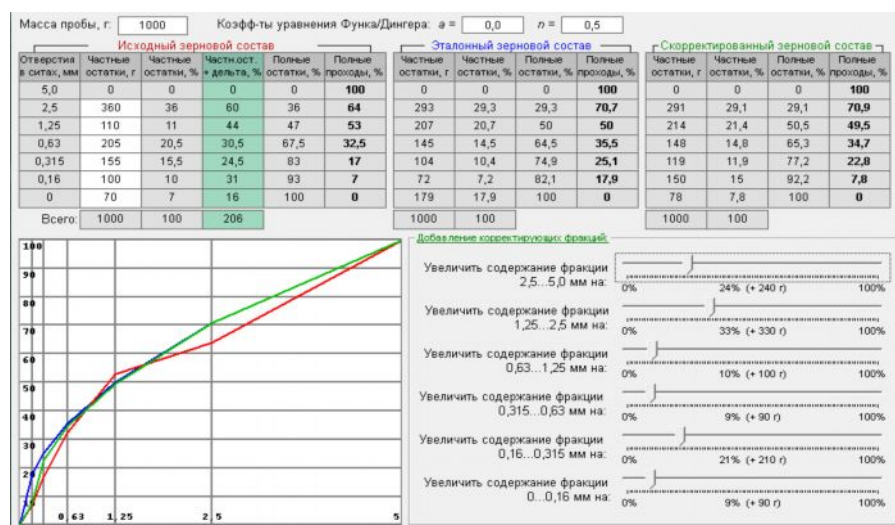 Масса пробы, г: 1000 Коэфф-ты уравнения Функа/Дингера: a = 0,0 n = 0,5
Исходный зерновой состав Эталонный зерновой состав Скорректированный зерновой состав
Отверстия Частные Частные Частн.ост. Полные Полные Частные Частные Полные Полные Частные Частные Полные Полные
в ситах, мм остатки, г остатки, % + дельта, % остатки, % проходы, % остатки, г остатки, % остатки, % проходы, % остатки, г остатки, % остатки, % проходы, %
5,0 0 0 0 0 100 0 0 0 100 0 0 0 100
2,5 360 36 60 36 64 293 29,3 29,3 70,7 291 29,1 29,1 70,9
1,25 110 11 44 47 53 207 20,7 50 50 214 21,4 50,5 49,5
0,63 205 20,5 30,5 67,5 32,5 145 14,5 64,5 35,5 148 14,8 65,3 34,7
0,315 155 15,5 24,5 83 17 104 10,4 74,9 25,1 119 11,9 77,2 22,8
0,16 100 10 31 93 7 72 7,2 82,1 17,9 150 15 92,2 7,8
0 70 7 16 100 0 179 17,9 100 0 78 7,8 100 0
Всего: 1000 100 206 1000 100 1000 100
100
90
80
70
60
50
40
30
20
0,63 1,25 2,5 5
Добавление корректирующих фракций:
Увеличить содержание фракции
2,5...5,0 мм на: 0% 24% (+ 240 г) 100%
Увеличить содержание фракции
1,25...2,5 мм на: 0% 33% (+ 330 г) 100%
Увеличить содержание фракции
0,63...1,25 мм на: 0% 10% (+ 100 г) 100%
Увеличить содержание фракции
0,315...0,63 мм на: 0% 9% (+ 90 г) 100%
Увеличить содержание фракции
0,16...0,315 мм на: 0% 21% (+ 210 г) 100%
Увеличить содержание фракции
0...0,16 мм на: 0% 9% (+ 90 г) 100%